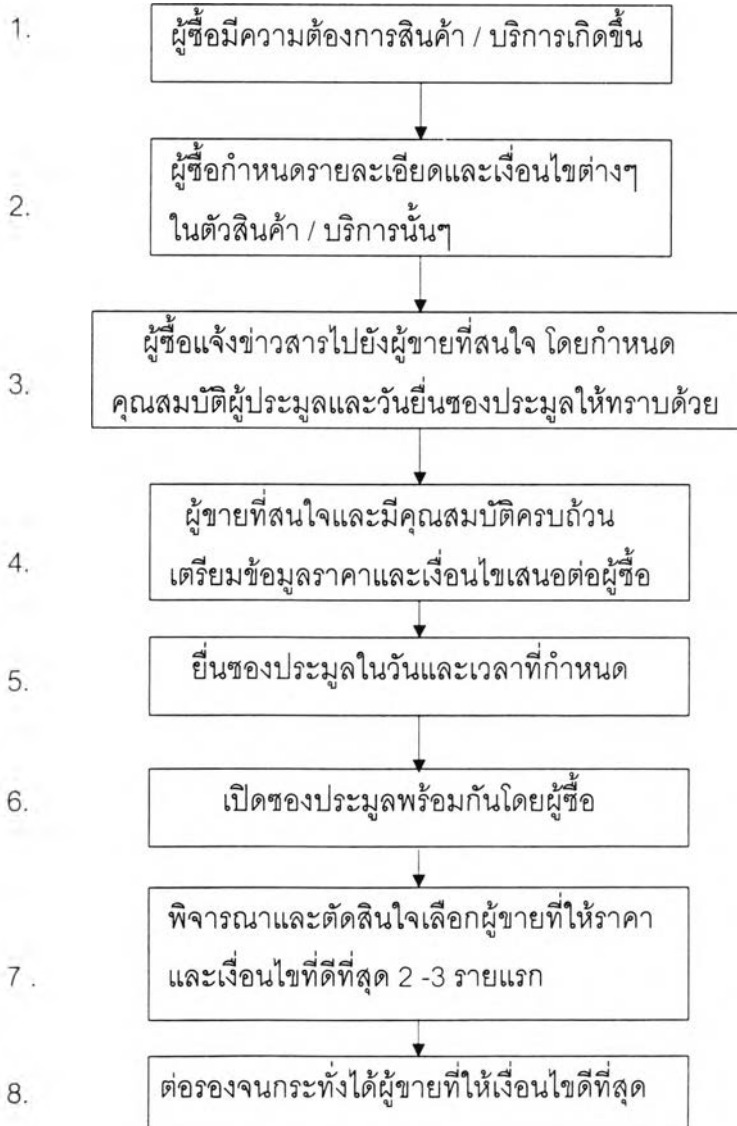 1. ผู้ซื้อมีความต้องการสินค้า / บริการเกิดขึ้น
2. ผู้ซื้อกำหนดรายละเอียดและเงื่อนไขต่างๆ
ในตัวสินค้า / บริการนั้นๆ
3. ผู้ซื้อแจ้งข่าวสารไปยังผู้ขายที่สนใจ โดยกำหนด
คุณสมบัติผู้ประมูลและวันยื่นซองประมูลให้ทราบด้วย
4. ผู้ขายที่สนใจและมีคุณสมบัติครบถ้วน
เตรียมข้อมูลราคาและเงื่อนไขเสนอต่อผู้ซื้อ
5. ยื่นซองประมูลในวันและเวลาที่กำหนด
6. เปิดซองประมูลพร้อมกันโดยผู้ซื้อ
7. พิจารณาและตัดสินใจเลือกผู้ขายที่ให้ราคา
และเงื่อนไขที่ดีที่สุด 2 -3 รายแรก
8. ต่อรองจนกระทั่งได้ผู้ขายที่ให้เงื่อนไขดีที่สุด